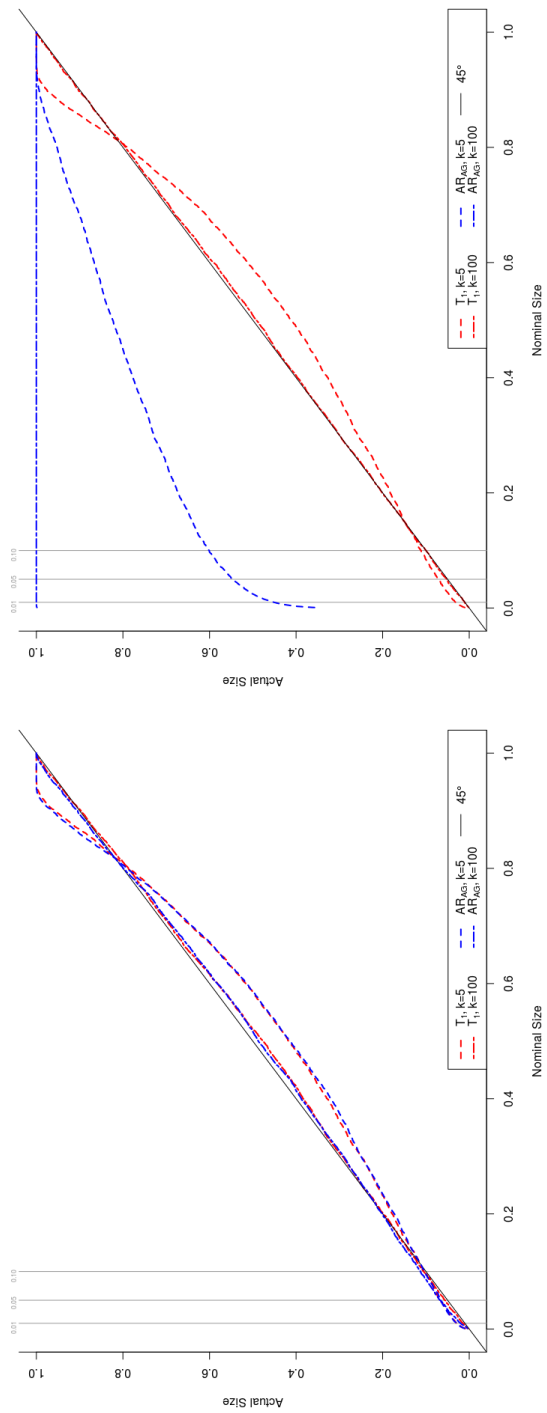 0.01 0.05 0.10
1.0
0.8
0.6
0.4
0.2
0.0
Actual Size
T₁, k=5 AR_AG, k=5 45°
T₁, k=100 AR_AG, k=100
0.0 0.2 0.4 0.6 0.8 1.0
Nominal Size
0.01 0.05 0.10
1.0
0.8
0.6
0.4
0.2
0.0
Actual Size
T₁, k=5 AR_AG, k=5 45°
T₁, k=100 AR_AG, k=100
0.0 0.2 0.4 0.6 0.8 1.0
Nominal Size